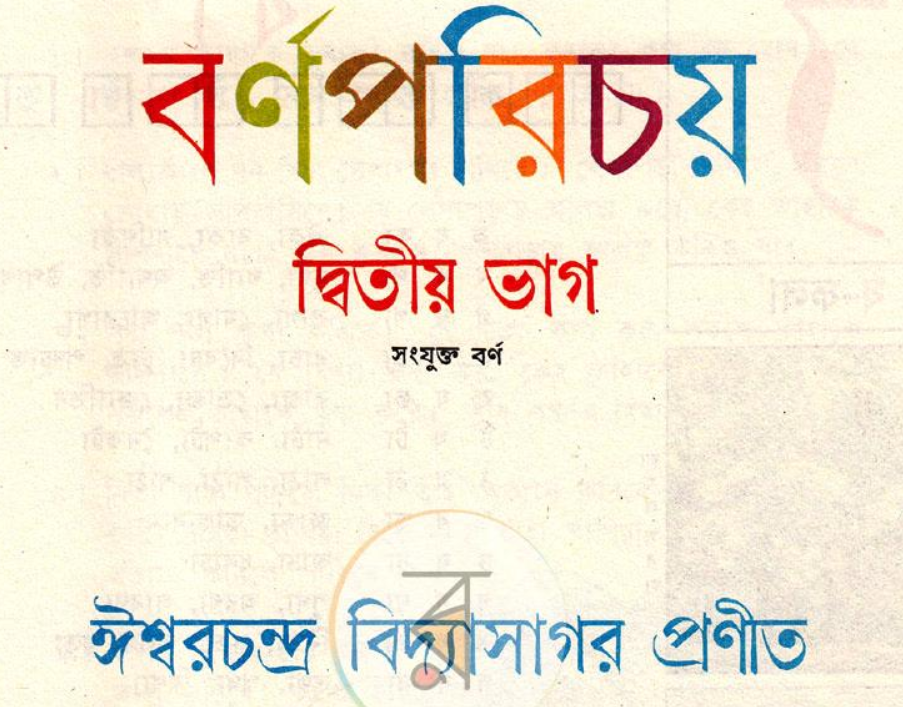 বর্ণপরিচয়
দ্বিতীয় ভাগ
সংযুক্ত বর্ণ
ঈশ্বরচন্দ্র বিদ্যাসাগর প্রণীত